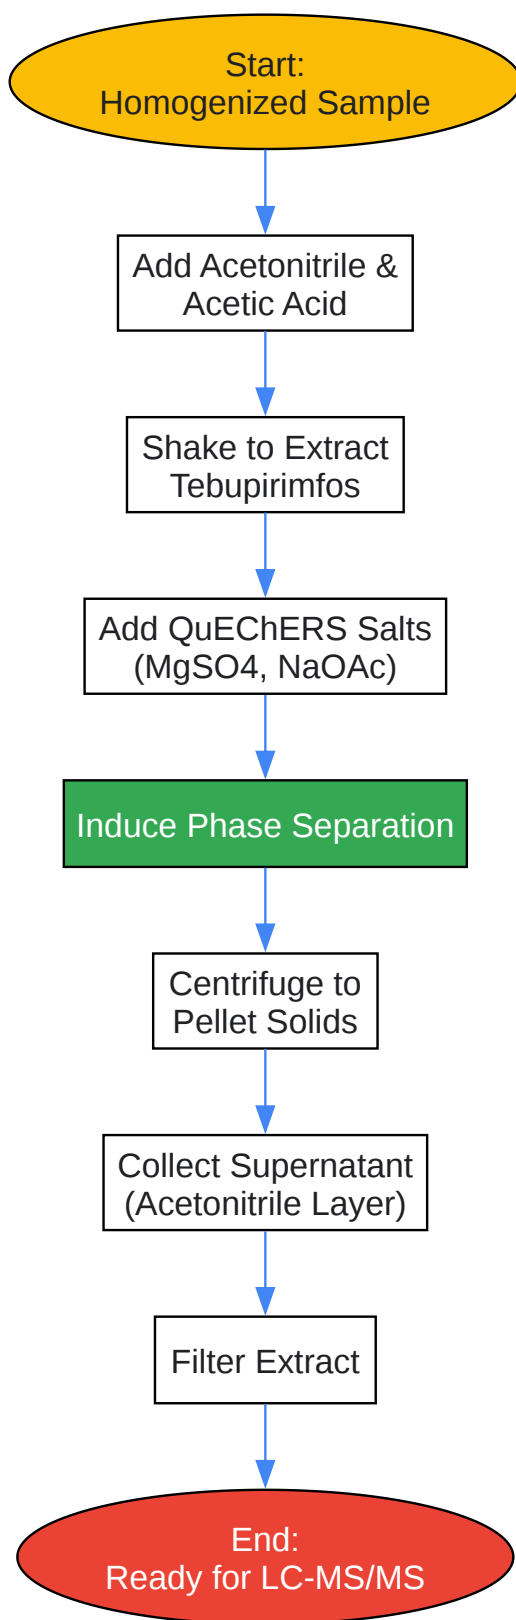 Start:
Homogenized Sample
Add Acetonitrile &
Acetic Acid
Shake to Extract
Tebupirimfos
Add QuEChERS Salts
(MgSO4, NaOAc)
Induce Phase Separation
Centrifuge to
Pellet Solids
Collect Supernatant
(Acetonitrile Layer)
Filter Extract
End:
Ready for LC-MS/MS